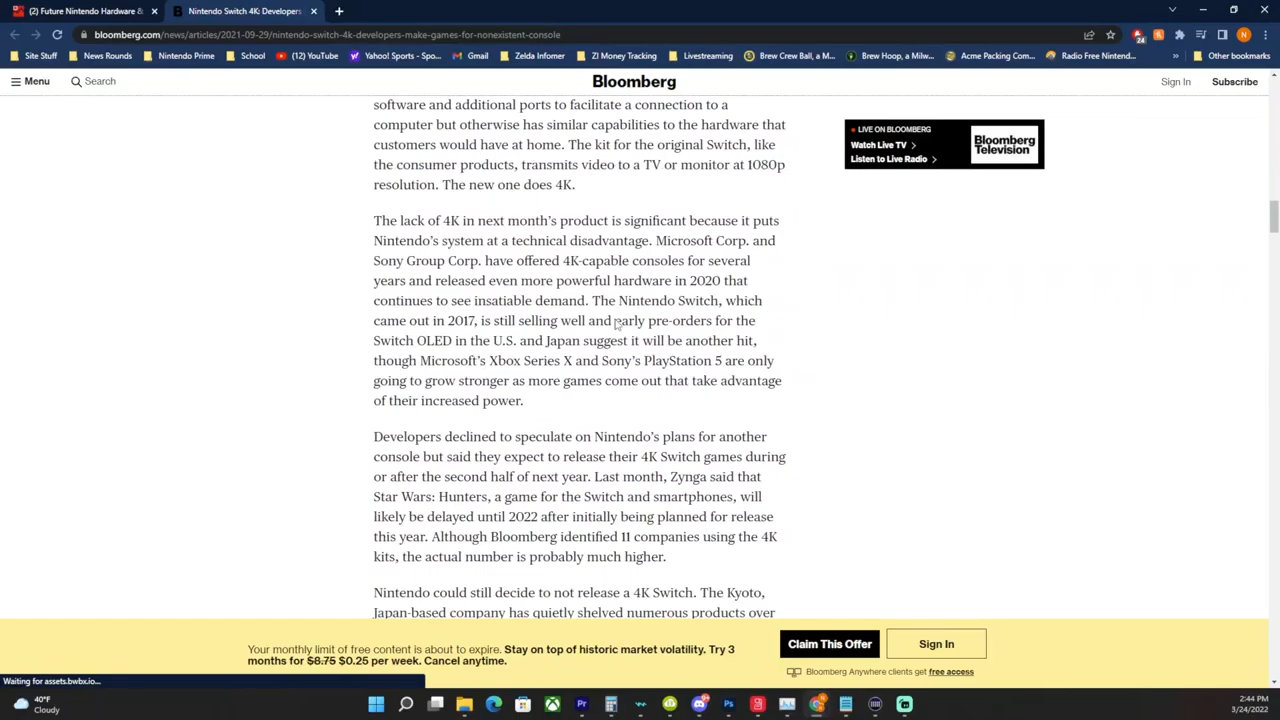 (2) Future Nintendo Hardware &
Nintendo Switch 4K: Developers
bloomberg.com/news/articles/2021-09-29/nintendo-switch-4k-developers-make-games-for-nonexistent-console
24
N
Site Stuff
News Rounds
Nintendo Prime
School
(12) YouTube
Yahoo! Sports - Spo...
Gmail
Zelda Infomer
ZI Money Tracking
Livestreaming
Brew Crew Ball, a M...
Brew Hoop, a Milw...
Acme Packing Com...
Radio Free Nintend...
»
Other bookmarks
Menu
Search
Bloomberg
Sign In
Subscribe
software and additional ports to facilitate a connection to a
computer but otherwise has similar capabilities to the hardware that
customers would have at home. The kit for the original Switch, like
the consumer products, transmits video to a TV or monitor at 1080p
resolution. The new one does 4K.
LIVE ON BLOOMBERG
Watch Live TV
Listen to Live Radio
Bloomberg
Television
The lack of 4K in next month's product is significant because it puts
Nintendo's system at a technical disadvantage. Microsoft Corp. and
Sony Group Corp. have offered 4K-capable consoles for several
years and released even more powerful hardware in 2020 that
continues to see insatiable demand. The Nintendo Switch, which
came out in 2017, is still selling well and early pre-orders for the
Switch OLED in the U.S. and Japan suggest it will be another hit,
though Microsoft's Xbox Series X and Sony's PlayStation 5 are only
going to grow stronger as more games come out that take advantage
of their increased power.
Developers declined to speculate on Nintendo's plans for another
console but said they expect to release their 4K Switch games during
or after the second half of next year. Last month, Zynga said that
Star Wars: Hunters, a game for the Switch and smartphones, will
likely be delayed until 2022 after initially being planned for release
this year. Although Bloomberg identified 11 companies using the 4K
kits, the actual number is probably much higher.
Nintendo could still decide to not release a 4K Switch. The Kyoto,
Japan-based company has quietly shelved numerous products over
Your monthly limit of free content is about to expire. Stay on top of historic market volatility. Try 3
months for $8.75 $0.25 per week. Cancel anytime.
Claim This Offer
Sign In
Bloomberg Anywhere clients get free access
Waiting for assets.bwbx.io...
40°F
Cloudy
2:44 PM
3/24/2022